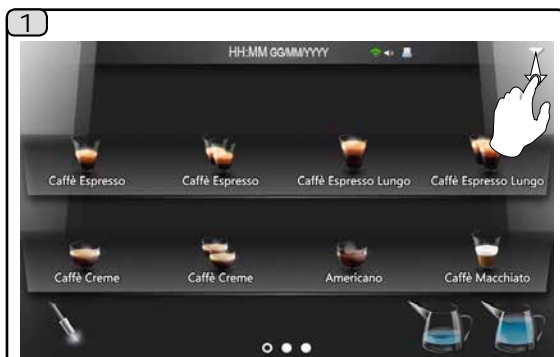 1
HH:MM GG/MM/YYYY
Caffè Espresso Caffè Espresso Caffè Espresso Lungo Caffè Espresso Lungo
Caffè Creme Caffè Creme Americano Caffè Macchiato